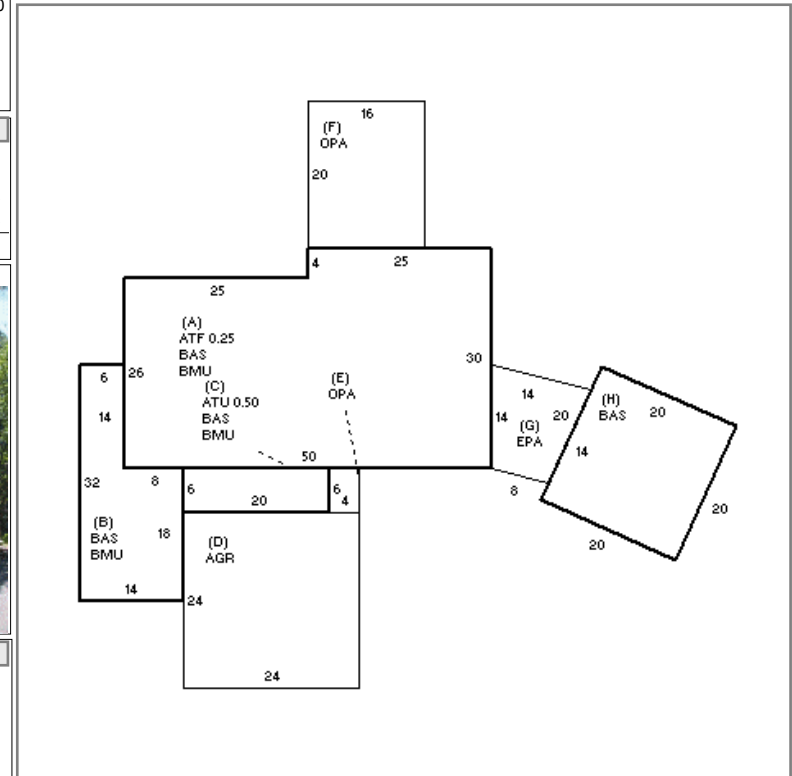 16
(F)
OPA
20
4
25
25
(A)
ATF 0.25
BAS
BMU
26
(C)
ATU 0.50
BAS
BMU
(E)
OPA
30
6
14
14
14
20
(G)
EPA
(H)
BAS
20
14
50
32
8
6
20
6
4
8
20
20
(B)
BAS
BMU
18
(D)
AGR
14
24
24